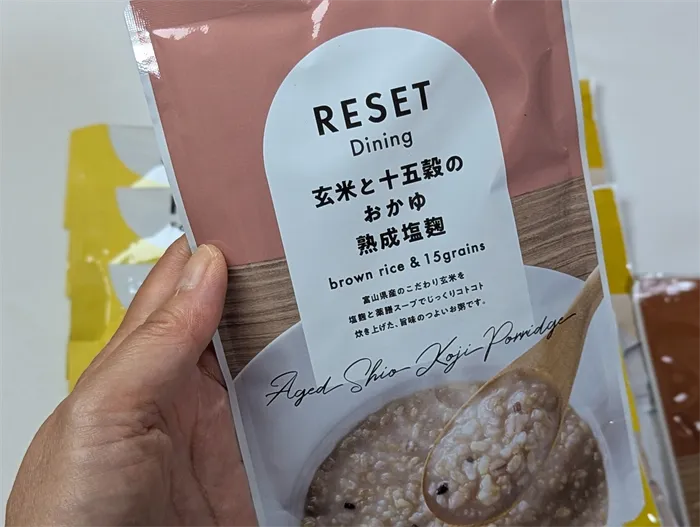 RESET
Dining
玄米と十五穀の
おかゆ
熟成塩麹
brown rice & 15grains
富山県産のこだわり玄米を
塩麹と薬膳スープでじっくりコトコト
炊き上げた、旨味のつよいお粥です。
Aged Shio Koji Porridge